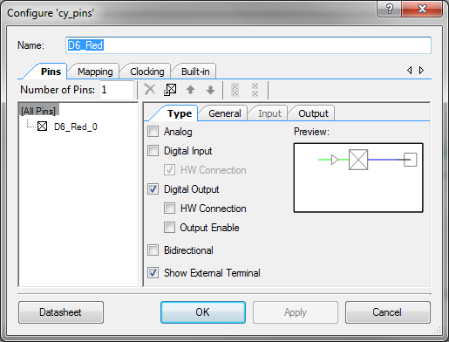 Configure 'cy_pins'
Name: D6_Red
Pins Mapping Clocking Built-in
Number of Pins: 1
[All Pins]
D6_Red_0
Type General Input Output
Analog
Preview:
Digital Input
HW Connection
Digital Output
HW Connection
Output Enable
Bidirectional
Show External Terminal
Datasheet OK Apply Cancel